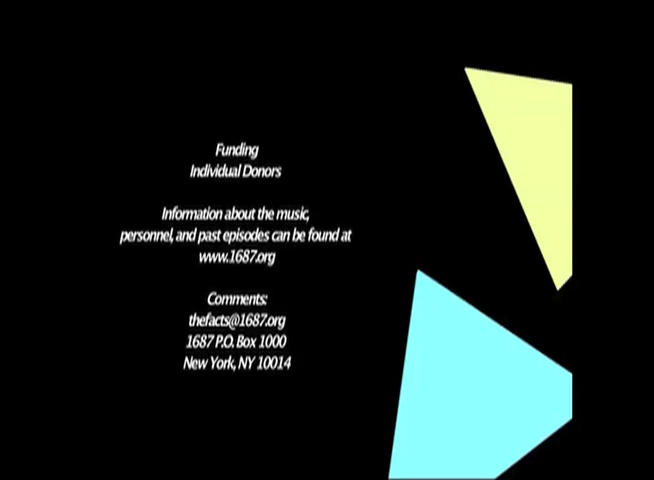 Funding
Individual Donors
Information about the music,
personnel, and past episodes can be found at
www.1687.org
Comments:
thefacts@1687.org
1687 P.O. Box 1000
New York, NY 10014